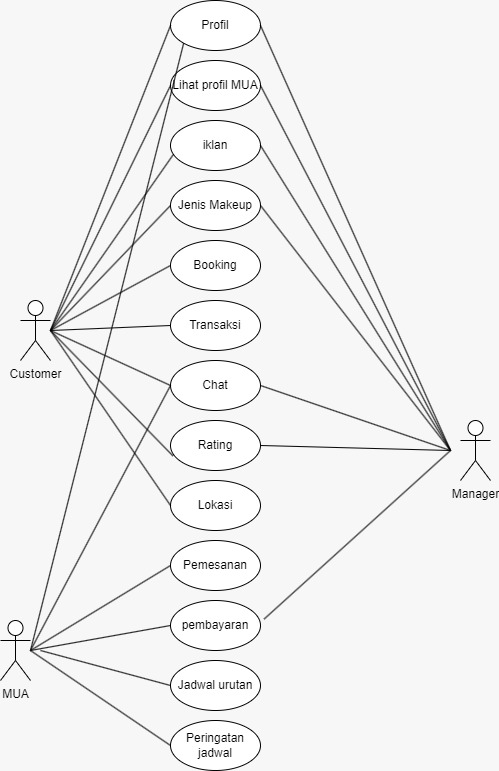 Profil
Lihat profil MUA
iklan
Jenis Makeup
Booking
Transaksi
Customer
Chat
Rating
Manager
Lokasi
Pemesanan
pembayaran
MUA
Jadwal urutan
Peringatan
jadwal